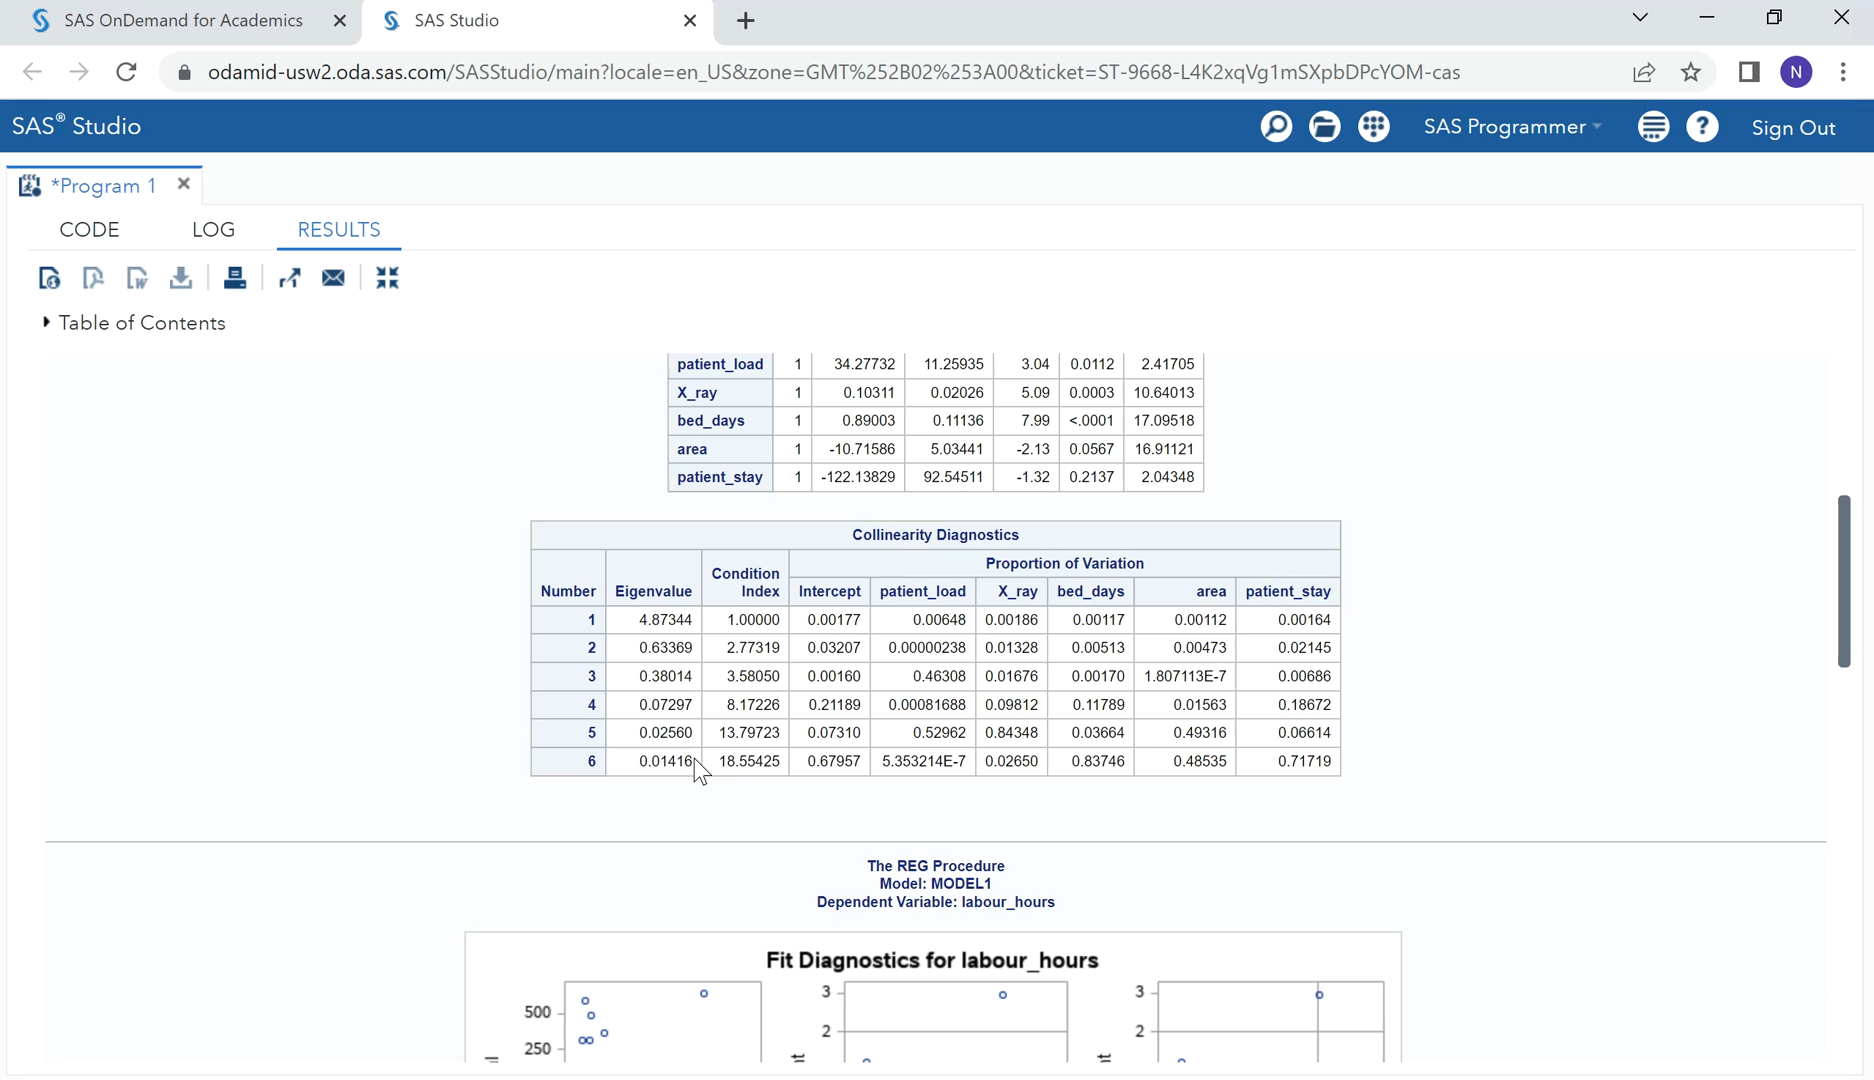 SAS OnDemand for Academics
SAS Studio
odamid-usw2.oda.sas.com/SASStudio/main?locale=en_US&zone=GMT%252B02%253A00&ticket=ST-9668-L4K2xqVg1mSXpbDPcYOM-cas
N
SAS® Studio
SAS Programmer
?
Sign Out
*Program 1
CODE LOG RESULTS
Table of Contents
patient_load 1 34.27732 11.25935 3.04 0.0112 2.41705
X_ray 1 0.10311 0.02026 5.09 0.0003 10.64013
bed_days 1 0.89003 0.11136 7.99 <.0001 17.09518
area 1 -10.71586 5.03441 -2.13 0.0567 16.91121
patient_stay 1 -122.13829 92.54511 -1.32 0.2137 2.04348
Collinearity Diagnostics
Proportion of Variation
Number Eigenvalue Condition Index Intercept patient_load X_ray bed_days area patient_stay
1 4.87344 1.00000 0.00177 0.00648 0.00186 0.00117 0.00112 0.00164
2 0.63369 2.77319 0.03207 0.00000238 0.01328 0.00513 0.00473 0.02145
3 0.38014 3.58050 0.00160 0.46308 0.01676 0.00170 1.807113E-7 0.00686
4 0.07297 8.17226 0.21189 0.00081688 0.09812 0.11789 0.01563 0.18672
5 0.02560 13.79723 0.07310 0.52962 0.84348 0.03664 0.49316 0.06614
6 0.01416 18.55425 0.67957 5.353214E-7 0.02650 0.83746 0.48535 0.71719
The REG Procedure
Model: MODEL1
Dependent Variable: labour_hours
Fit Diagnostics for labour_hours
500
250
3
2
3
2